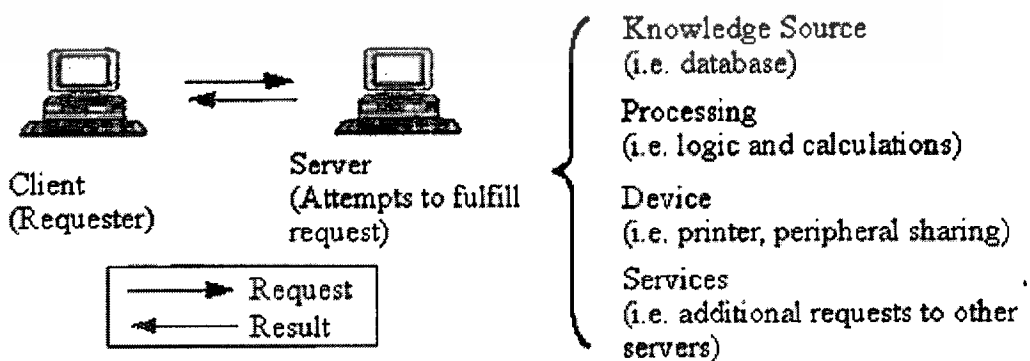 Client
(Requester)
Server
(Attempts to fulfill
request)
Request
Result
Knowledge Source
(i.e. database)
Processing
(i.e. logic and calculations)
Device
(i.e. printer, peripheral sharing)
Services
(i.e. additional requests to other
servers)